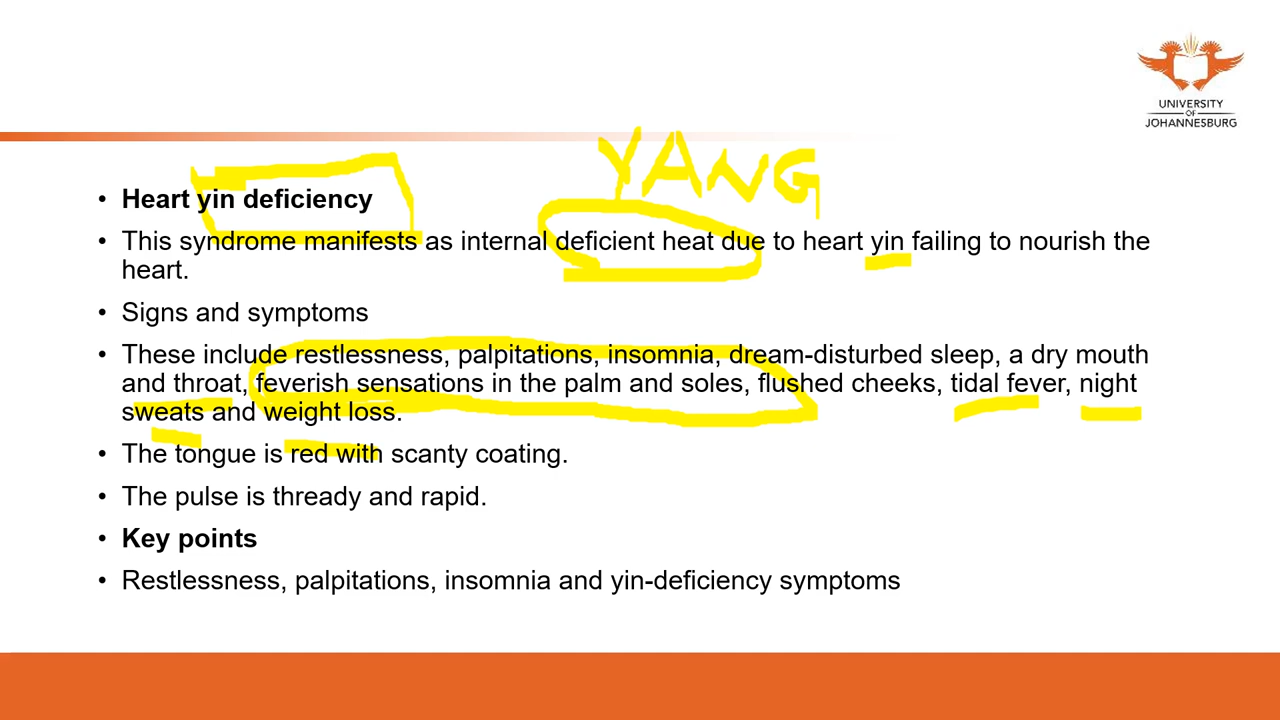 UNIVERSITY
OF
JOHANNESBURG
YANG
• Heart yin deficiency
• This syndrome manifests as internal deficient heat due to heart yin failing to nourish the
heart.
• Signs and symptoms
• These include restlessness, palpitations, insomnia, dream-disturbed sleep, a dry mouth
and throat, feverish sensations in the palm and soles, flushed cheeks, tidal fever, night
sweats and weight loss.
• The tongue is red with scanty coating.
• The pulse is thready and rapid.
• Key points
• Restlessness, palpitations, insomnia and yin-deficiency symptoms